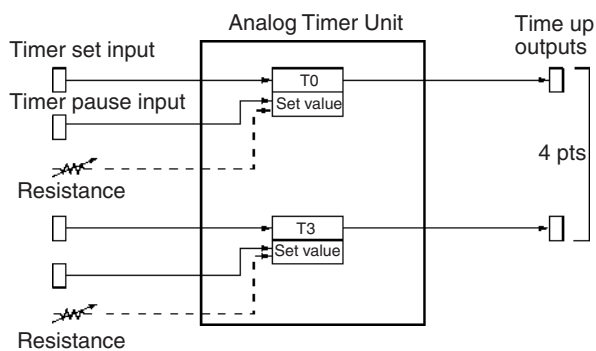 Analog Timer Unit
Time up
outputs
Timer set input
T0
Timer pause input
Set value
4 pts
Resistance
T3
Set value
Resistance